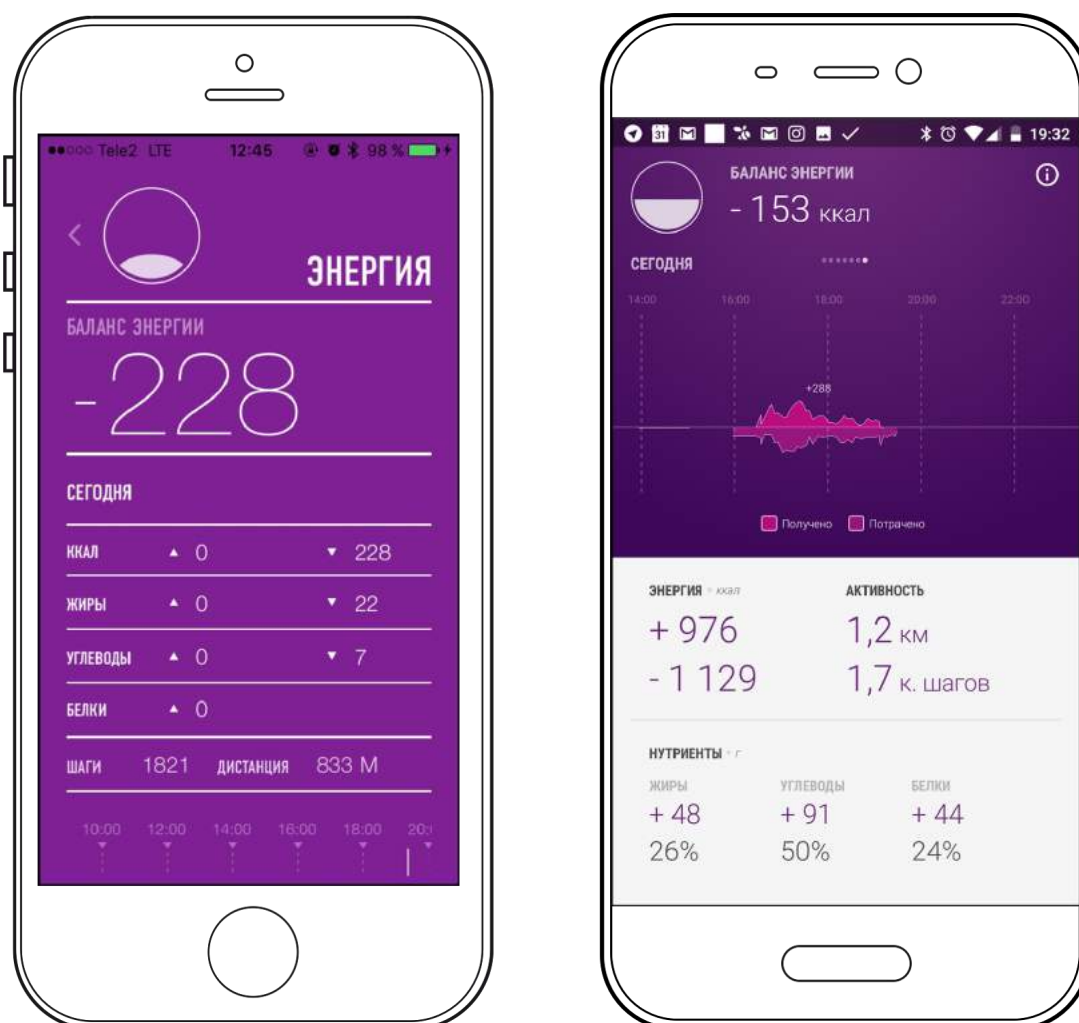 Tele2 LTE 12:45 98 %
ЭНЕРГИЯ
БАЛАНС ЭНЕРГИИ
-228
СЕГОДНЯ
ККАЛ ▲ 0 ▼ 228
ЖИРЫ ▲ 0 ▼ 22
УГЛЕВОДЫ ▲ 0 ▼ 7
БЕЛКИ ▲ 0
ШАГИ 1821 ДИСТАНЦИЯ 833 М
10:00 12:00 14:00 16:00 18:00 20:
31 19:32
БАЛАНС ЭНЕРГИИ
- 153 ккал
СЕГОДНЯ
14:00 16:00 18:00 20:00 22:00
+288
Получено Потрачено
ЭНЕРГИЯ • ккал АКТИВНОСТЬ
+ 976 1,2 км
- 1 129 1,7 к. шагов
НУТРИЕНТЫ • г
ЖИРЫ УГЛЕВОДЫ БЕЛКИ
+ 48 + 91 + 44
26% 50% 24%